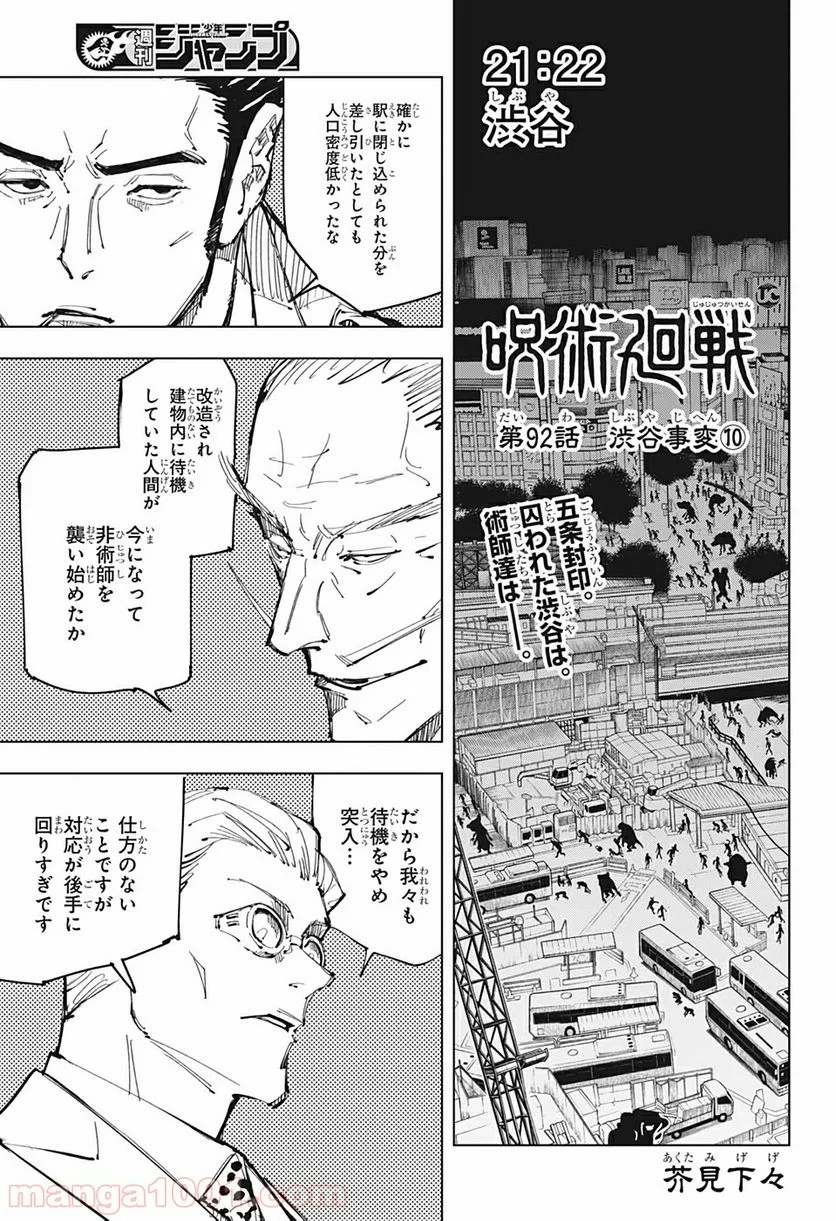 週刊少年ジャンプ
21:22
渋谷
呪術廻戦
第92話 渋谷事変⑩
五条封印。
囚われた渋谷は。
術師達は――。
芥見下々
確かに
駅に閉じ込められた分を
差し引いたとしても
人口密度低かったな
改造され
建物内に待機
していた人間が
今になって
非術師を
襲い始めたか
だから我々も
待機をやめ
突入…
仕方のない
ことですが
対応が後手に
回りすぎです